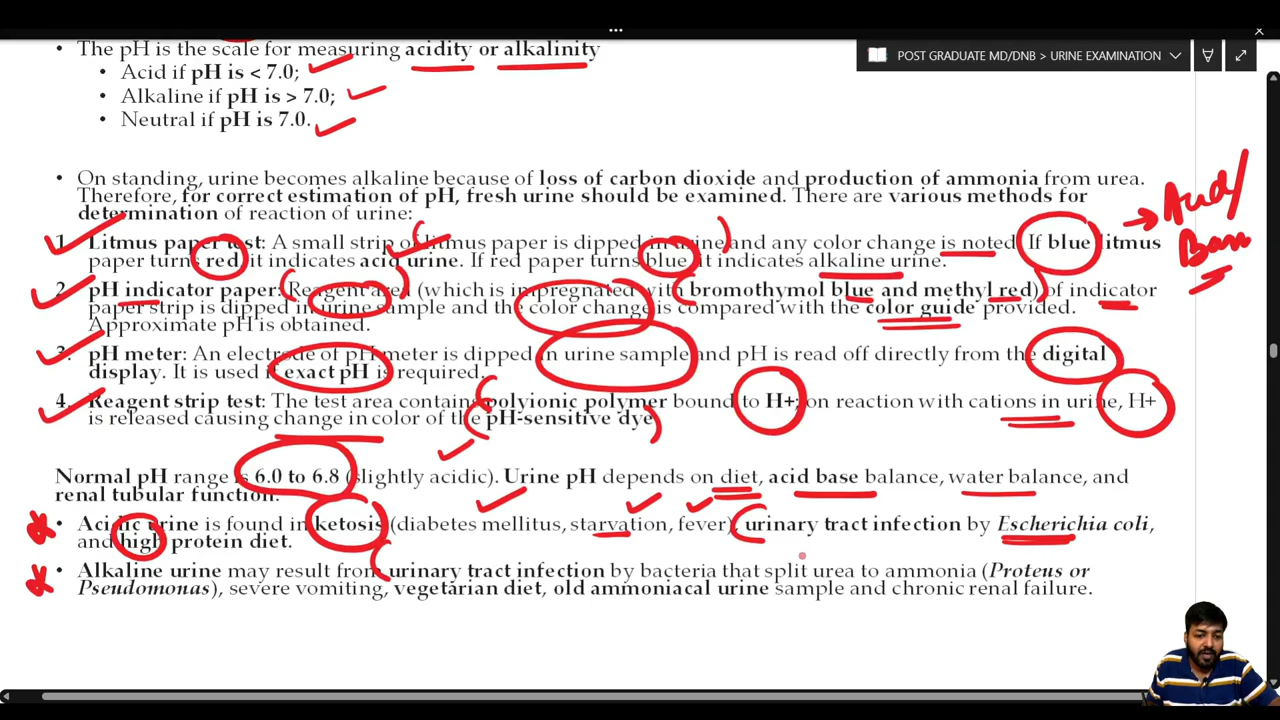 • The pH is the scale for measuring acidity or alkalinity
POST GRADUATE MD/DNB > URINE EXAMINATION
• Acid if pH is < 7.0;
• Alkaline if pH is > 7.0;
• Neutral if pH is 7.0.
• On standing, urine becomes alkaline because of loss of carbon dioxide and production of ammonia from urea.
Therefore, for correct estimation of pH, fresh urine should be examined. There are various methods for
determination of reaction of urine:
Acid/
Base
1. Litmus paper test: A small strip of litmus paper is dipped in urine and any color change is noted. If blue litmus
paper turns red, it indicates acid urine. If red paper turns blue it indicates alkaline urine.
2. pH indicator paper: Reagent area (which is impregnated with bromothymol blue and methyl red) of indicator
paper strip is dipped in urine sample and the color change is compared with the color guide provided.
Approximate pH is obtained.
3. pH meter: An electrode of pH meter is dipped in urine sample and pH is read off directly from the digital
display. It is used if exact pH is required.
4. Reagent strip test: The test area contains polyionic polymer bound to H+; on reaction with cations in urine, H+
is released causing change in color of the pH-sensitive dye.
Normal pH range is 6.0 to 6.8 (slightly acidic). Urine pH depends on diet, acid base balance, water balance, and
renal tubular function.
• Acidic urine is found in ketosis (diabetes mellitus, starvation, fever), urinary tract infection by Escherichia coli,
and high protein diet.
• Alkaline urine may result from urinary tract infection by bacteria that split urea to ammonia (Proteus or
Pseudomonas), severe vomiting, vegetarian diet, old ammoniacal urine sample and chronic renal failure.